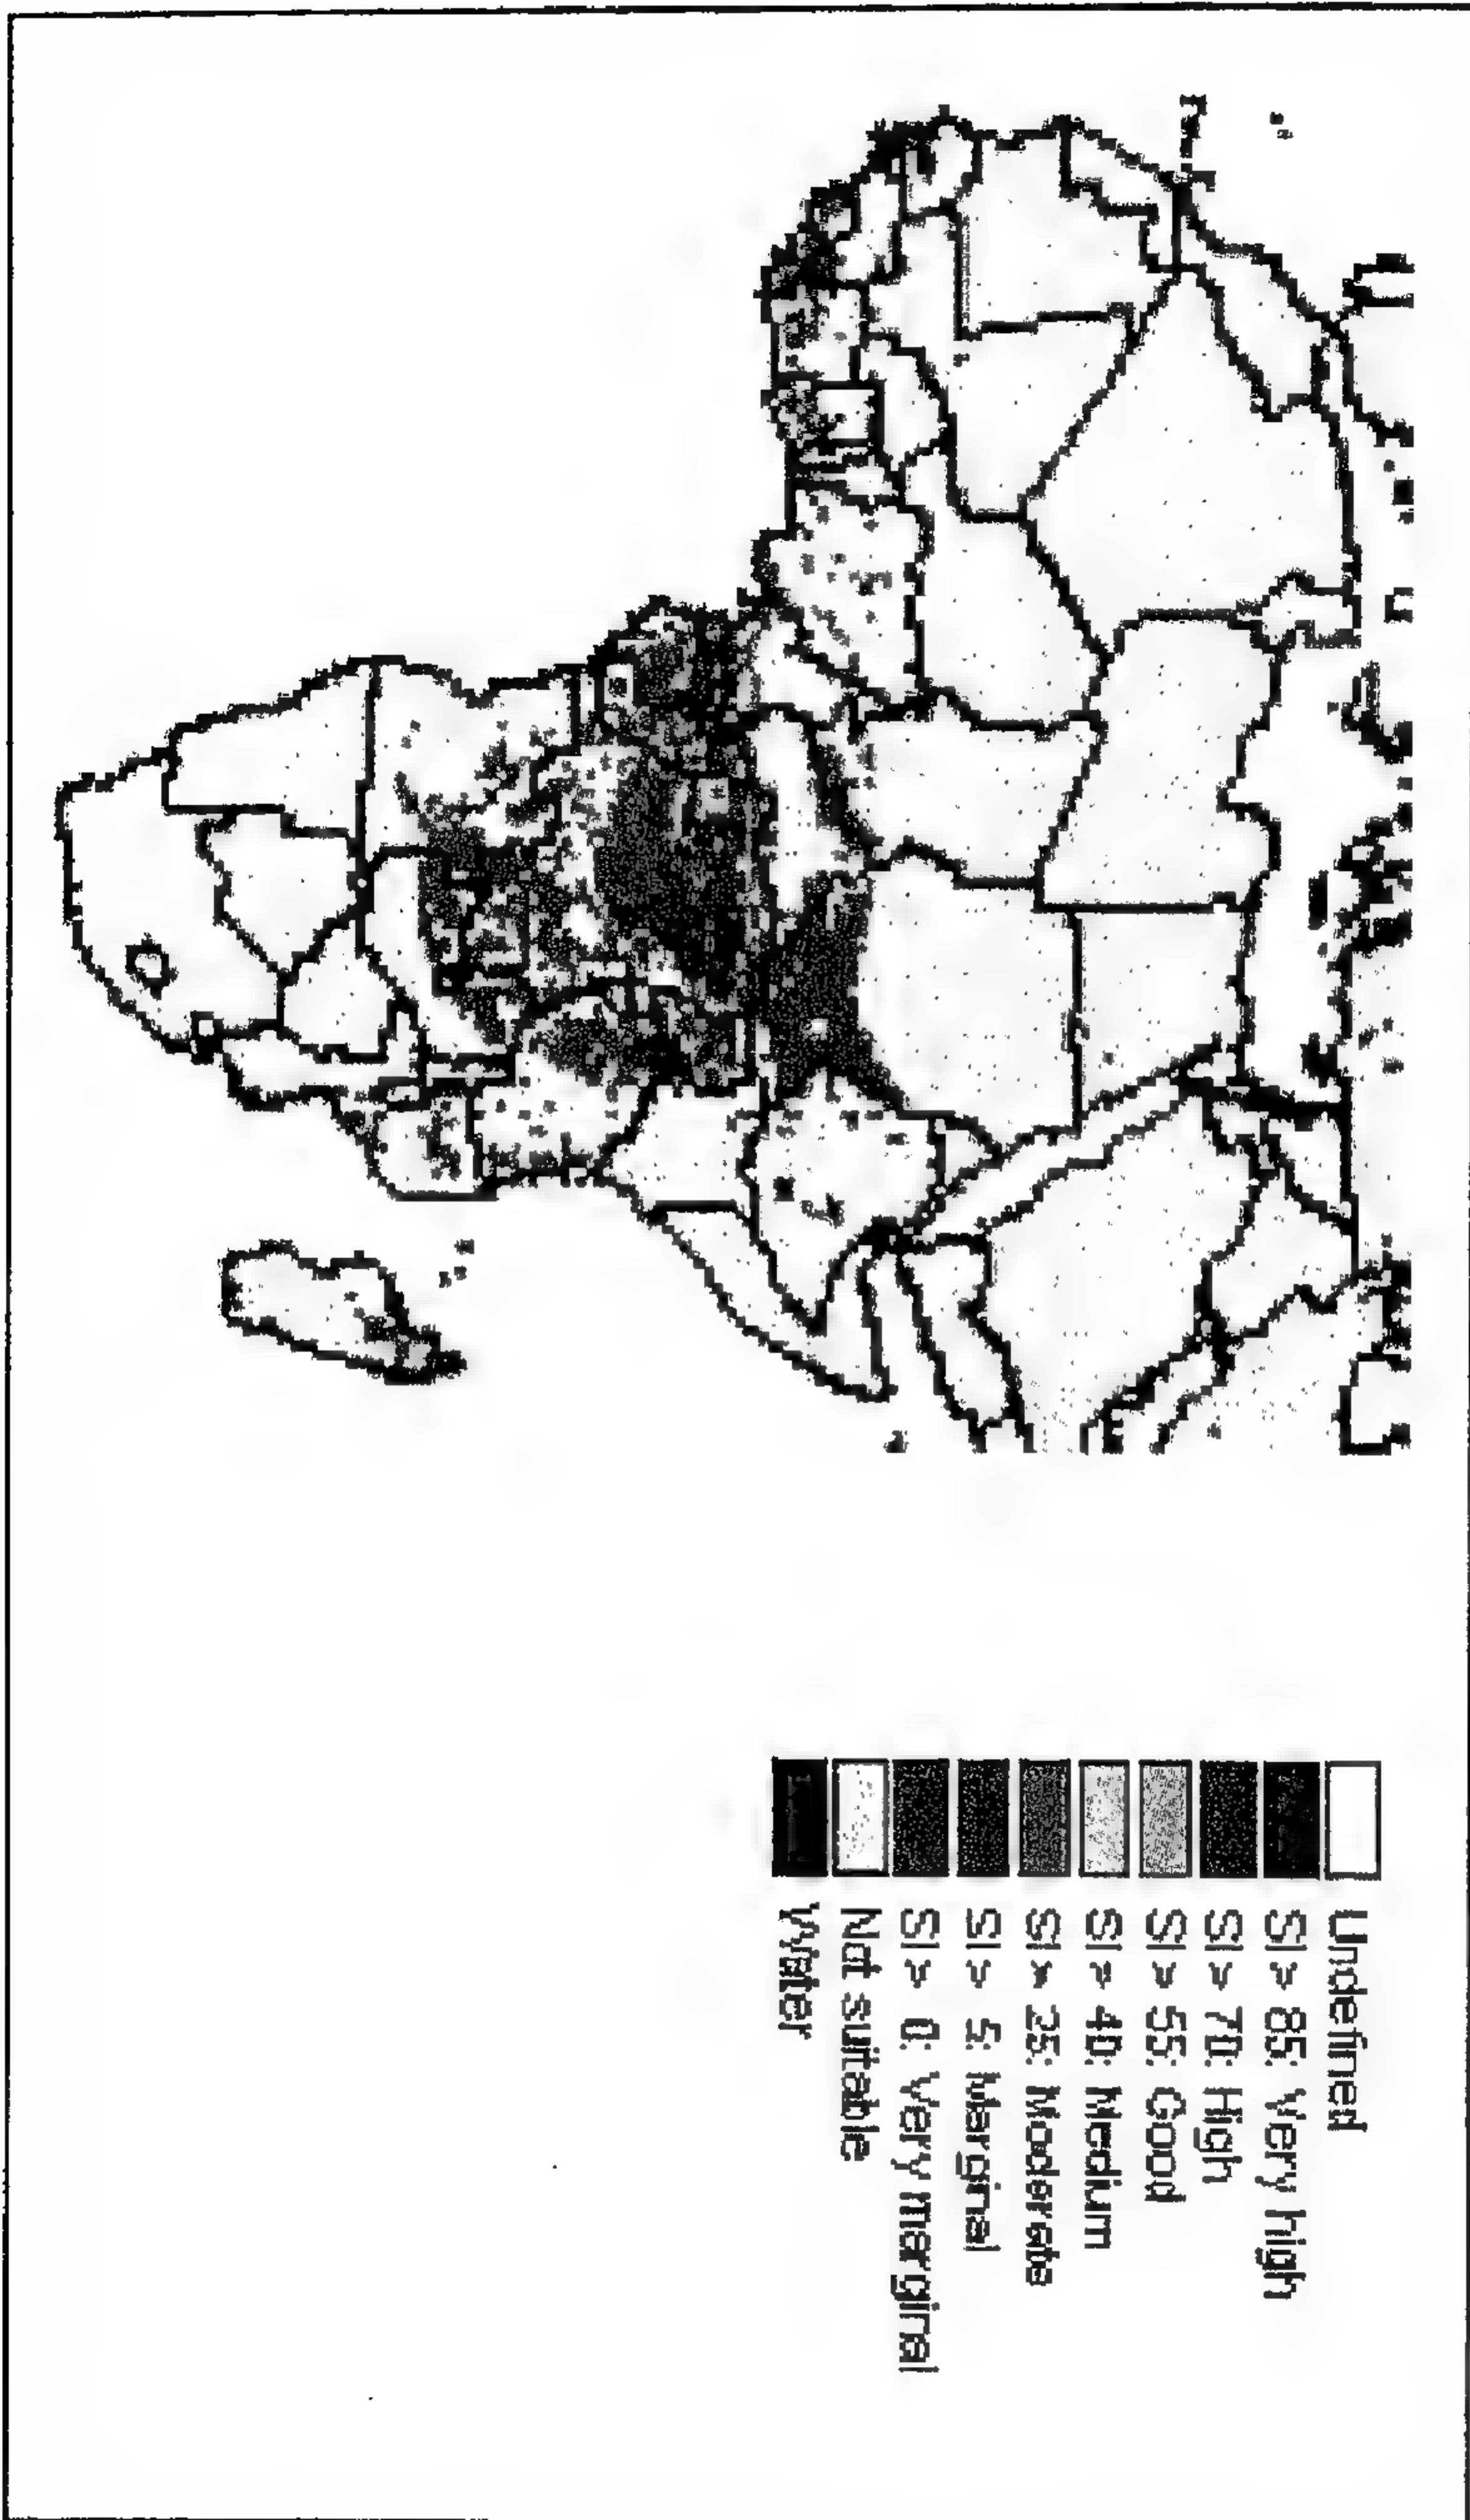 Undefined
SI > 85: Very high
SI > 70: High
SI > 55: Good
SI > 40: Medium
SI > 25: Moderate
SI > 5: Marginal
SI > 0: Very marginal
Not suitable
Water